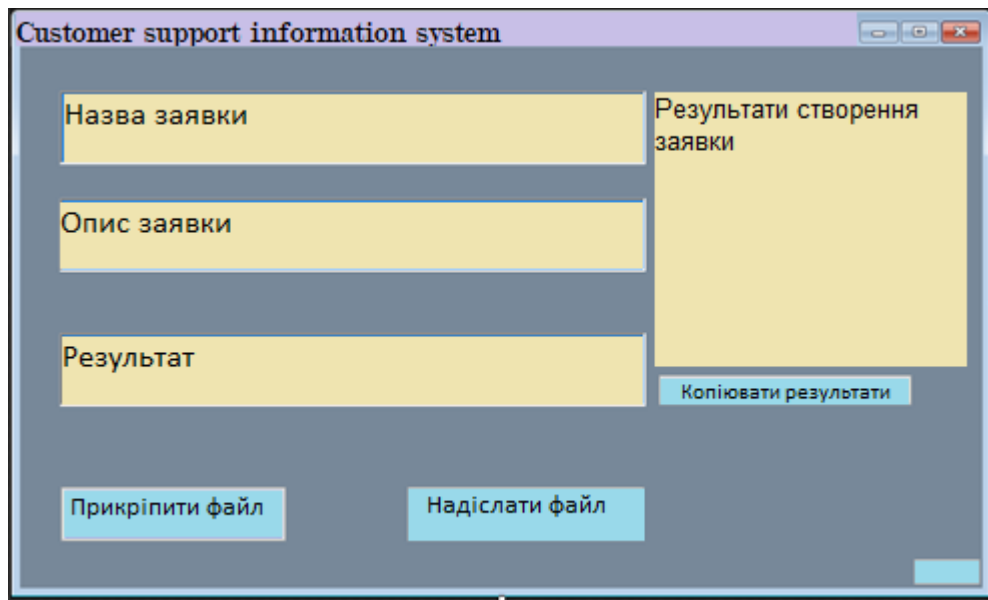 Customer support information system
Назва заявки
Опис заявки
Результат
Результати створення
заявки
Копіювати результати
Прикріпити файл
Надіслати файл